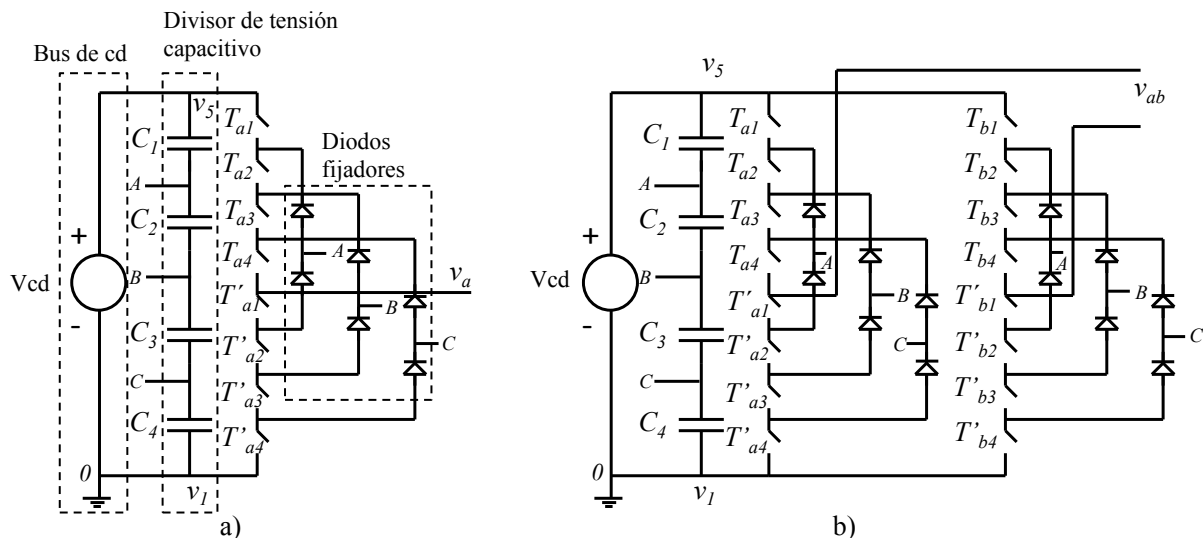 Divisor de tensión
capacitivo
Bus de cd
v5
Ta1
C1
Diodos
fijadores
Ta2
A
Ta3
C2
+
Ta4
A
Vcd
B
va
T'a1
B
-
C3
T'a2
C
C
T'a3
C4
T'a4
0
v1
a)
v5
vab
Ta1
Tb1
C1
Ta2
Tb2
A
Ta3
Tb3
C2
+
Ta4
A
Tb4
A
Vcd
B
T'a1
B
T'b1
B
-
C3
T'a2
C
T'b2
C
C
T'a3
T'b3
C4
T'a4
T'b4
0
v1
b)